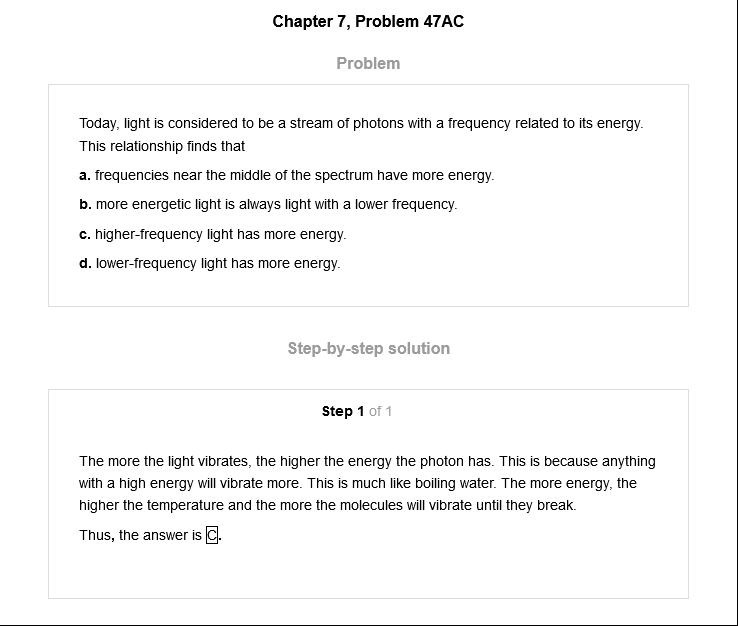 Chapter 7, Problem 47AC
Problem
Today, light is considered to be a stream of photons with a frequency related to its energy.
This relationship finds that
a. frequencies near the middle of the spectrum have more energy.
b. more energetic light is always light with a lower frequency.
c. higher-frequency light has more energy.
d. lower-frequency light has more energy.
Step-by-step solution
Step 1 of 1
The more the light vibrates, the higher the energy the photon has. This is because anything
with a high energy will vibrate more. This is much like boiling water. The more energy, the
higher the temperature and the more the molecules will vibrate until they break.
Thus, the answer is C.